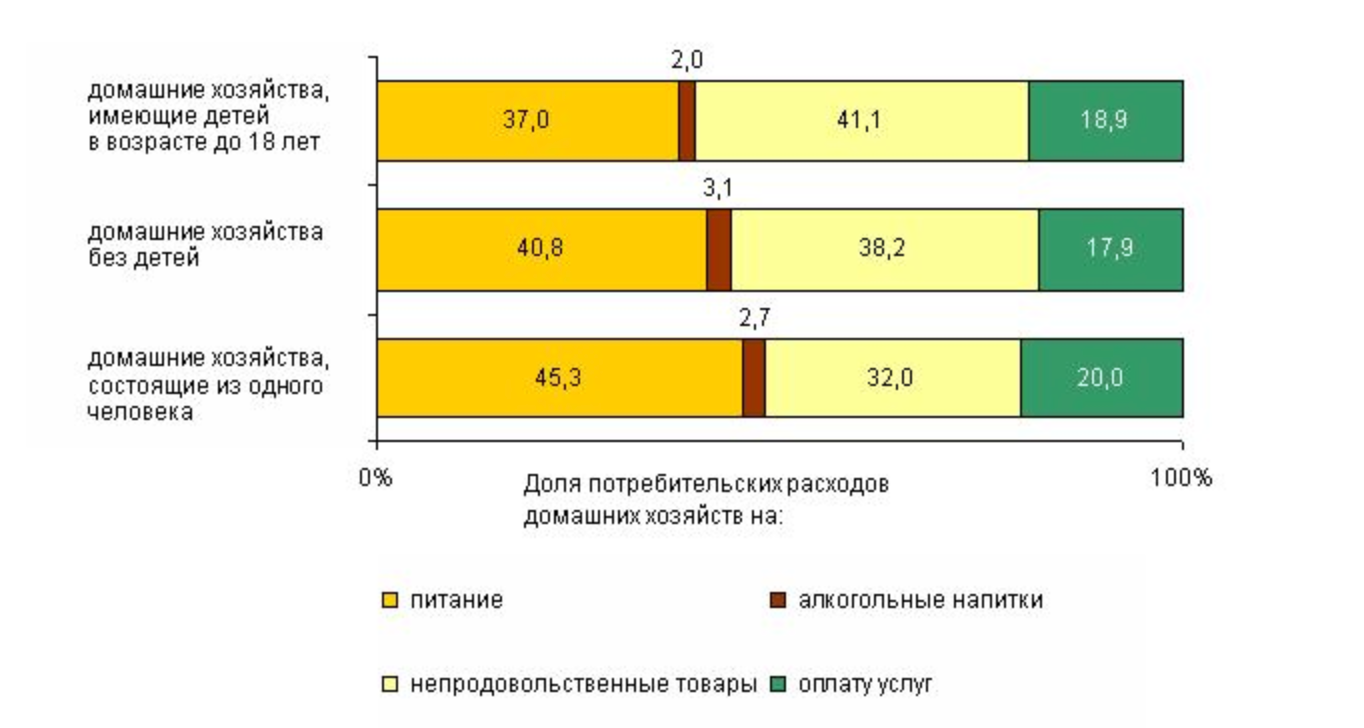 2,0
домашние хозяйства,
имеющие детей
в возрасте до 18 лет
37,0
41,1
18,9
3,1
домашние хозяйства
без детей
40,8
38,2
17,9
2,7
домашние хозяйства,
состоящие из одного
человека
45,3
32,0
20,0
0%
100%
Доля потребительских расходов
домашних хозяйств на:
питание
алкогольные напитки
непродовольственные товары
оплату услуг